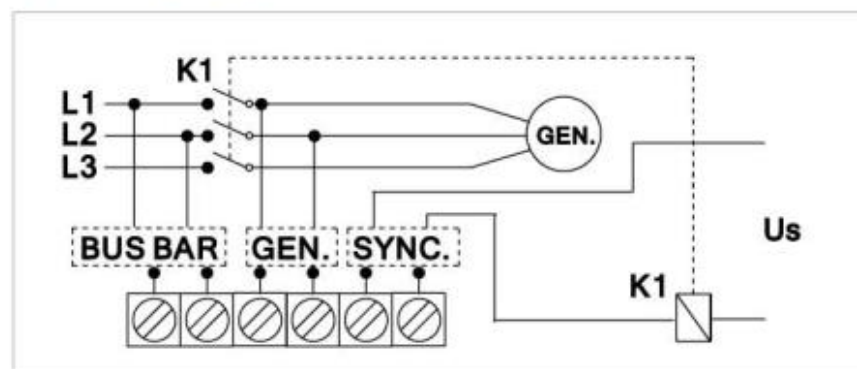 K1
L1
L2
L3
GEN.
BUS BAR GEN. SYNC.
Us
K1